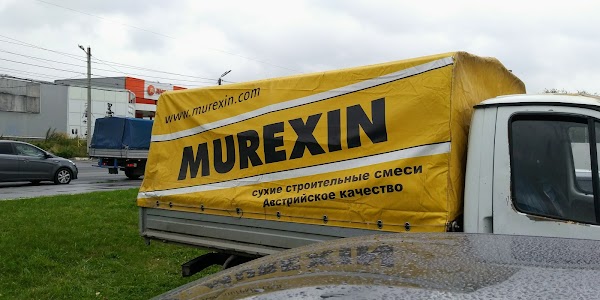 www.murexin.com
MUREXIN
сухие строительные смеси
Австрийское качество